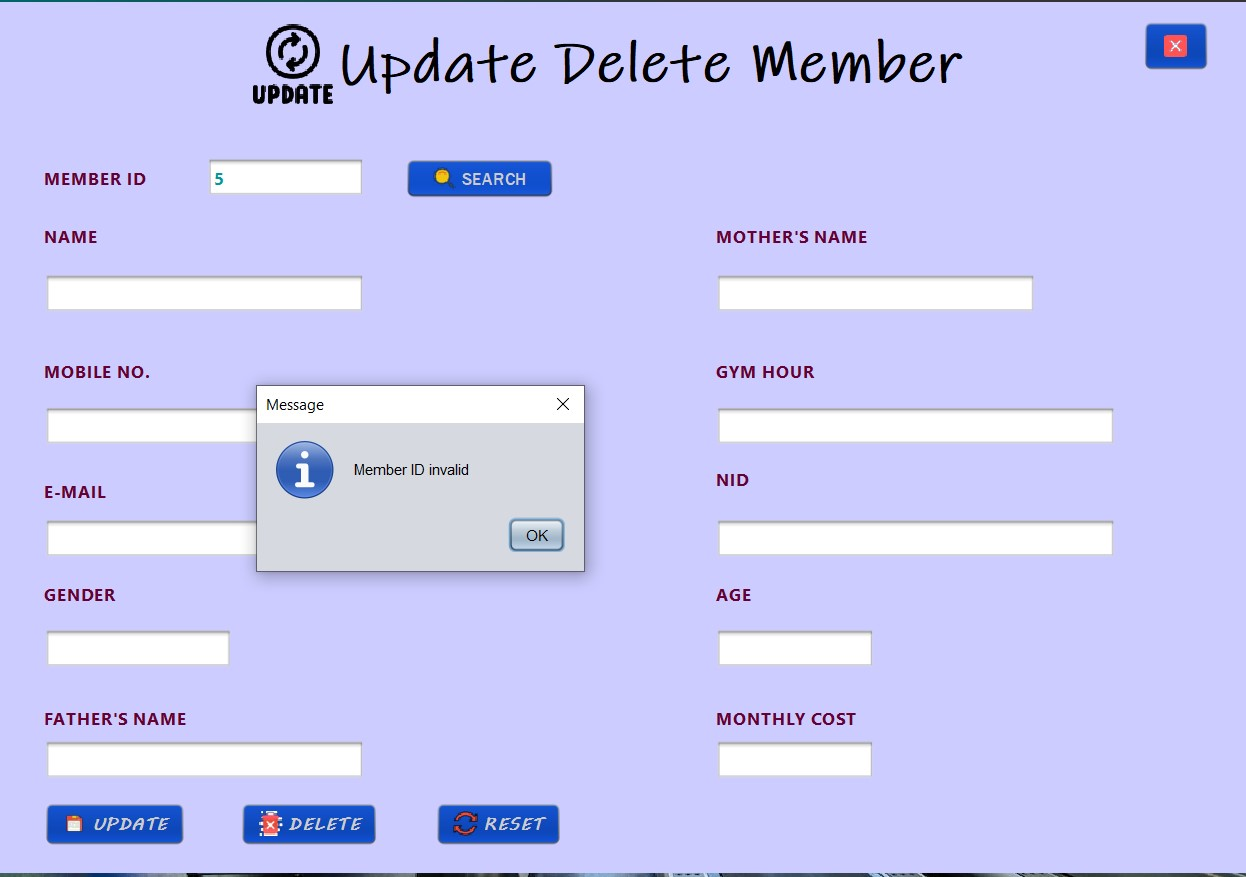 UPDATE
Update Delete Member
MEMBER ID
5
SEARCH
NAME
MOTHER'S NAME
MOBILE NO.
GYM HOUR
Message
Member ID invalid
OK
E-MAIL
NID
GENDER
AGE
FATHER'S NAME
MONTHLY COST
UPDATE
DELETE
RESET